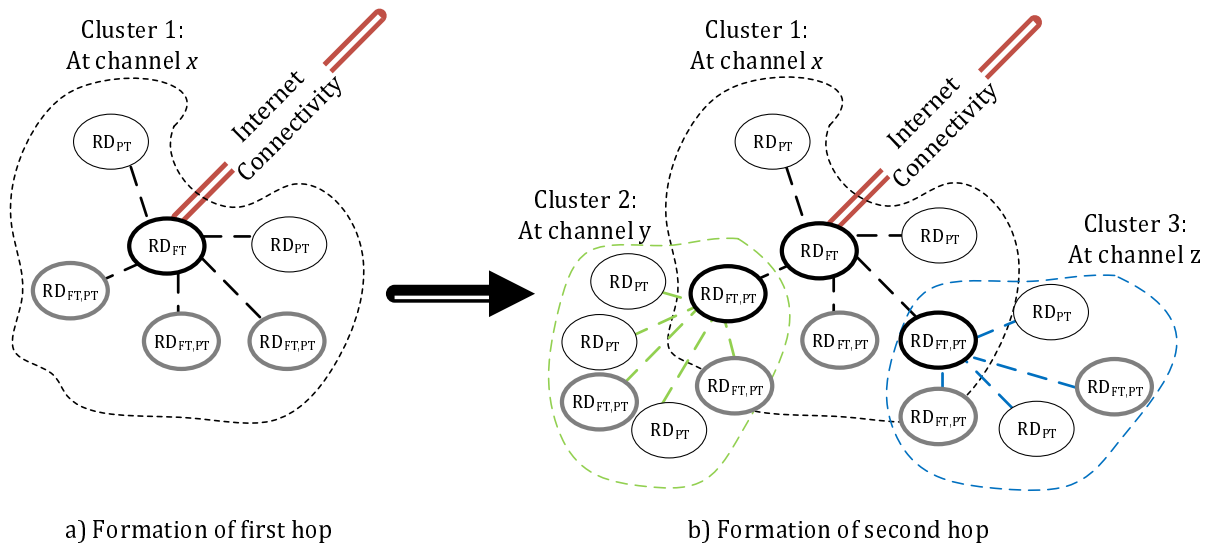 Cluster 1:
At channel x
Internet
Connectivity
RD_PT
RD_FT
RD_PT
RD_FT,PT
RD_FT,PT
RD_FT,PT
a) Formation of first hop
Cluster 1:
At channel x
Internet
Connectivity
RD_PT
Cluster 2:
At channel y
RD_FT
RD_PT
Cluster 3:
At channel z
RD_PT
RD_FT,PT
RD_PT
RD_PT
RD_FT,PT
RD_FT,PT
RD_FT,PT
RD_FT,PT
RD_FT,PT
RD_FT,PT
RD_PT
RD_PT
b) Formation of second hop